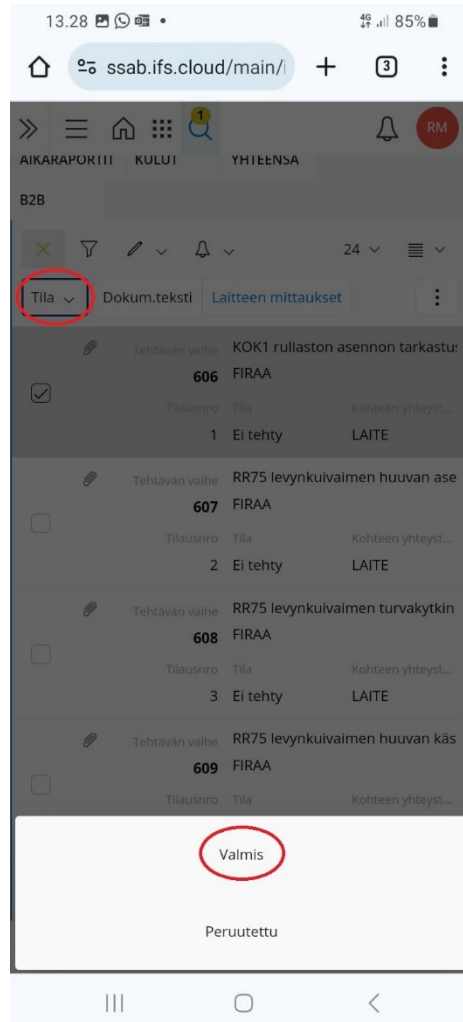 13.28 4G 85%
ssab.ifs.cloud/main/i 3
1 RM
AIKARAPORTIT KULUT YHTEENSÄ
B2B
24
Tila Dokum.teksti Laitteen mittaukset
Tehtävän vaihe KOK1 rullaston asennon tarkastus
606 FIRAA
Tilausnro Tila Kohteen yhteyst...
1 Ei tehty LAITE
Tehtävän vaihe RR75 levynkuivaimen huuvan ase
607 FIRAA
Tilausnro Tila Kohteen yhteyst...
2 Ei tehty LAITE
Tehtävän vaihe RR75 levynkuivaimen turvakytkin
608 FIRAA
Tilausnro Tila Kohteen yhteyst...
3 Ei tehty LAITE
Tehtävän vaihe RR75 levynkuivaimen huuvan käs
609 FIRAA
Tilausnro Tila Kohteen yhteyst...
Valmis
Peruutettu